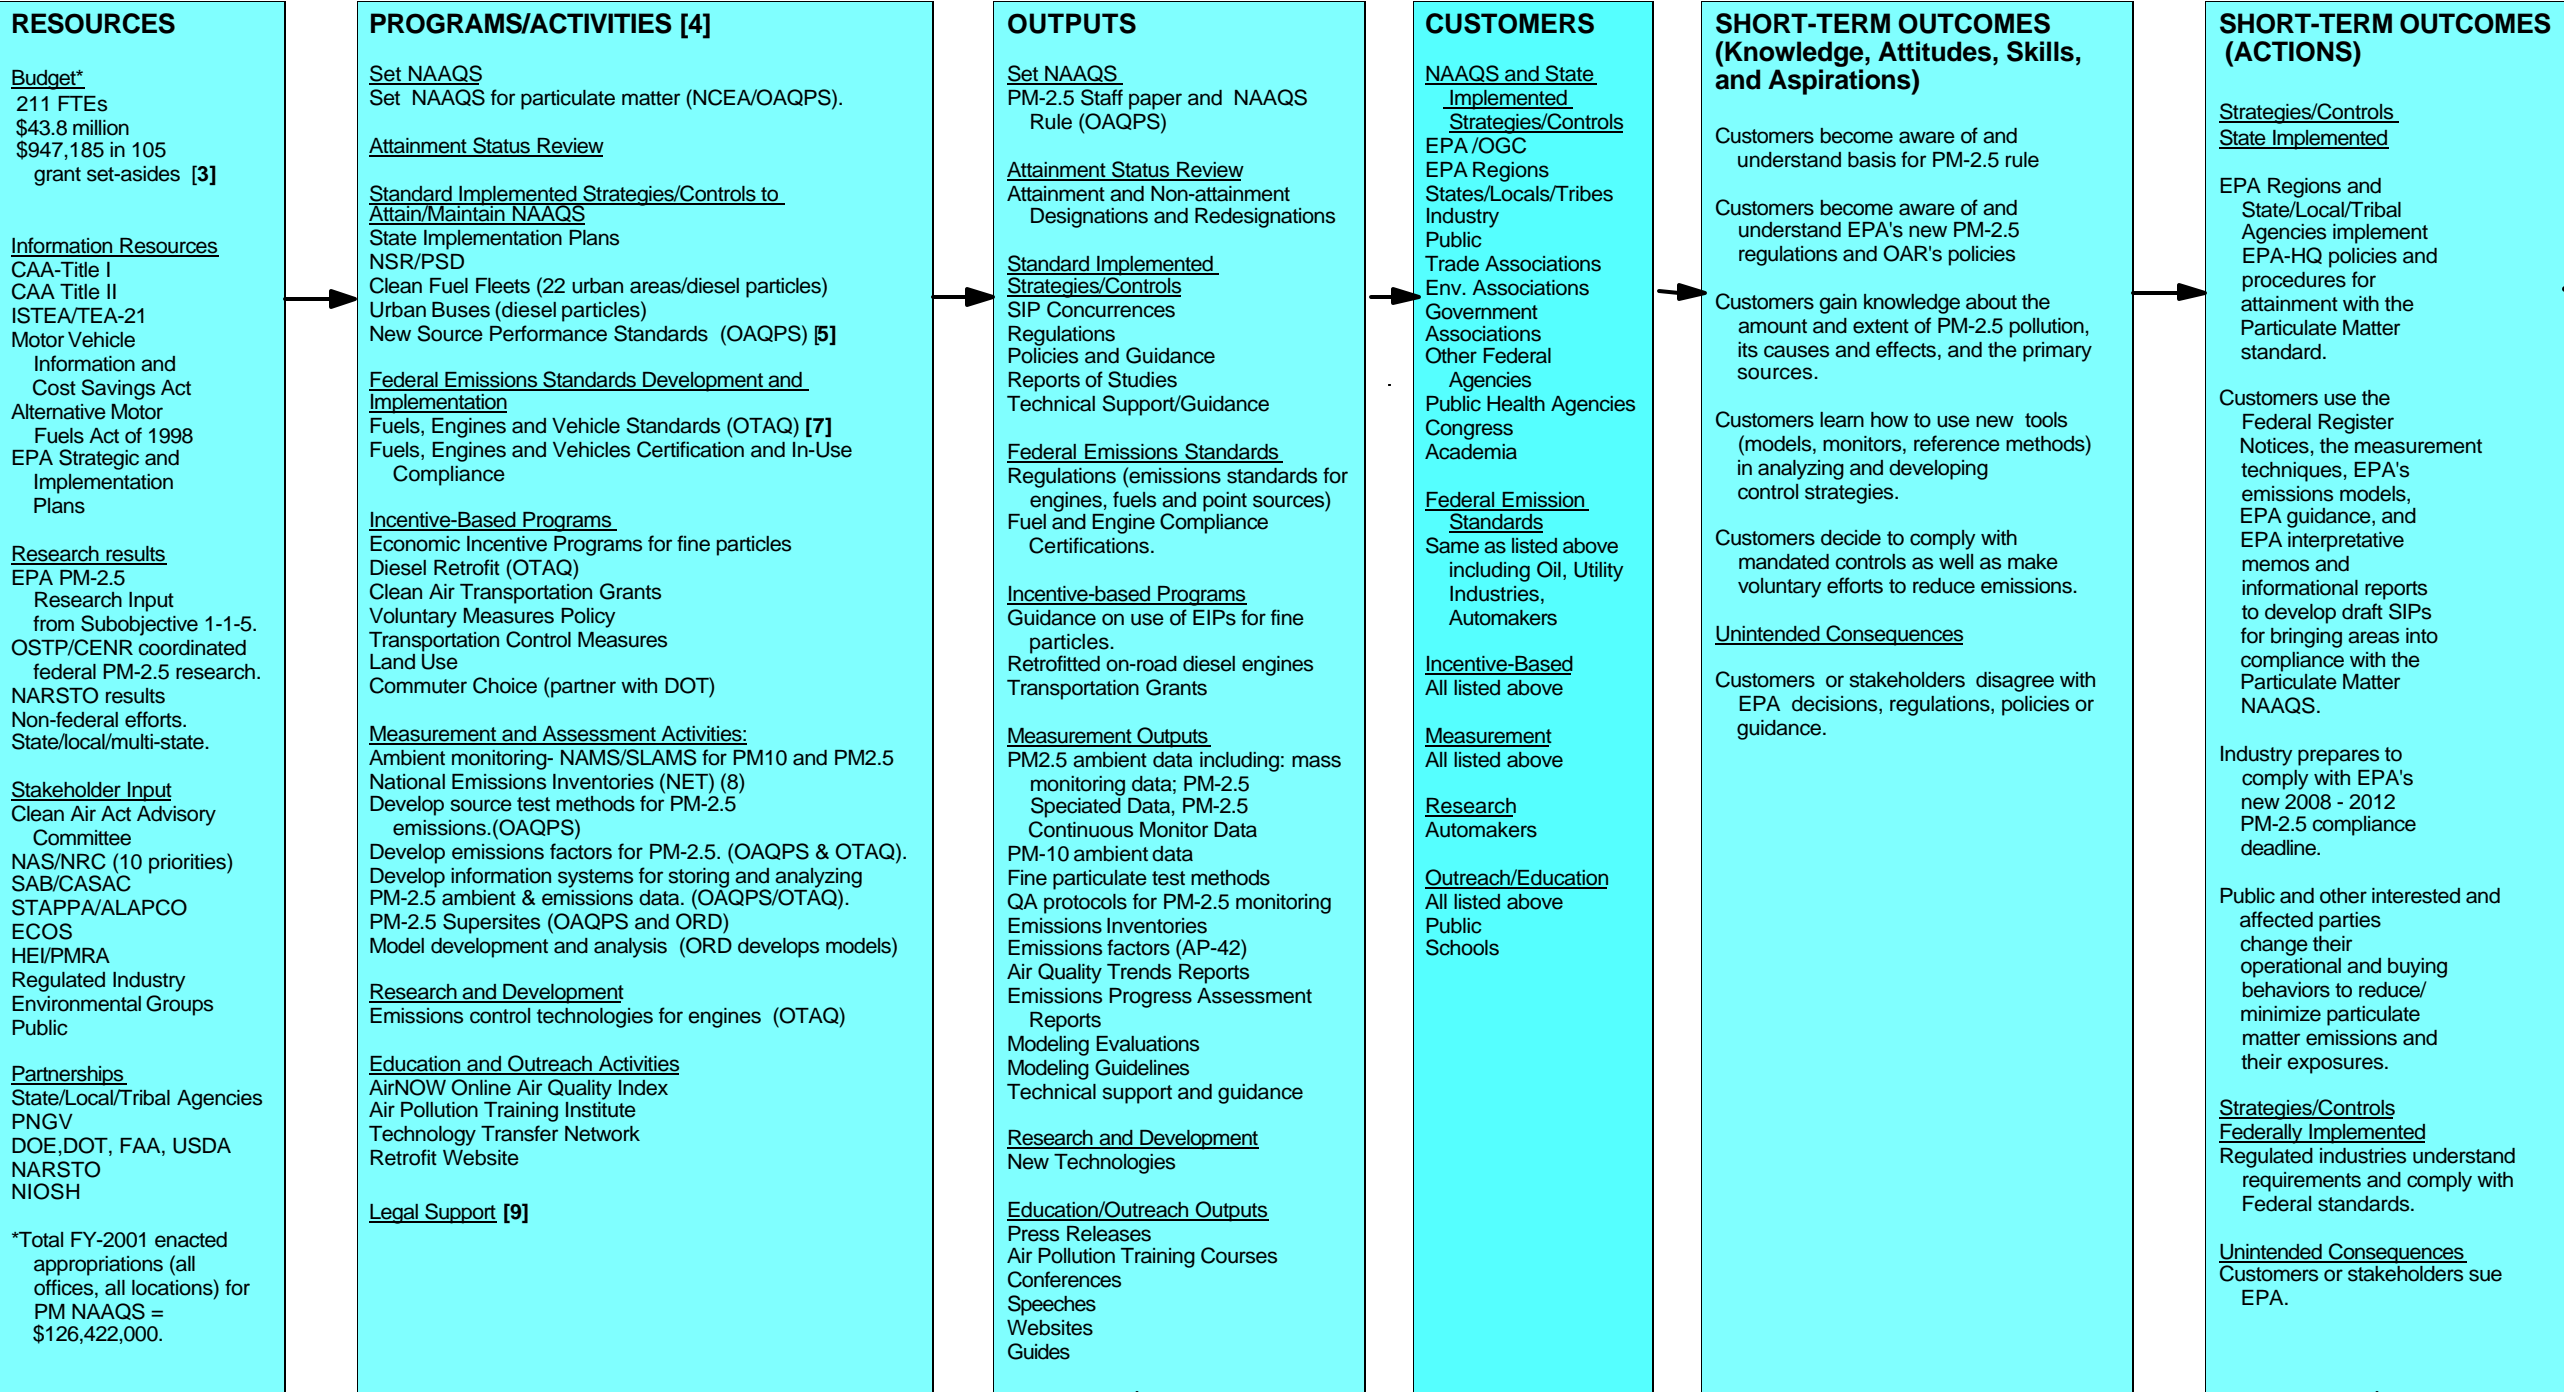 RESOURCES
Budget*
211 FTEs
$43.8 million
$947,185 in 105
grant set-asides [3]
Information Resources
CAA-Title I
CAA Title II
ISTEA/TEA-21
Motor Vehicle
Information and
Cost Savings Act
Alternative Motor
Fuels Act of 1998
EPA Strategic and
Implementation
Plans
Research results
EPA PM-2.5
Research Input
from Subobjective 1-1-5.
OSTP/CENR coordinated
federal PM-2.5 research.
NARSTO results
Non-federal efforts.
State/local/multi-state.
Stakeholder Input
Clean Air Act Advisory
Committee
NAS/NRC (10 priorities)
SAB/CASAC
STAPPA/ALAPCO
ECOS
HEI/PMRA
Regulated Industry
Environmental Groups
Public
Partnerships
State/Local/Tribal Agencies
PNGV
DOE,DOT, FAA, USDA
NARSTO
NIOSH
*Total FY-2001 enacted
appropriations (all
offices, all locations) for
PM NAAQS =
$126,422,000.
PROGRAMS/ACTIVITIES [4]
Set NAAQS
Set NAAQS for particulate matter (NCEA/OAQPS).
Attainment Status Review
Standard Implemented Strategies/Controls to
Attain/Maintain NAAQS
State Implementation Plans
NSR/PSD
Clean Fuel Fleets (22 urban areas/diesel particles)
Urban Buses (diesel particles)
New Source Performance Standards (OAQPS) [5]
Federal Emissions Standards Development and
Implementation
Fuels, Engines and Vehicle Standards (OTAQ) [7]
Fuels, Engines and Vehicles Certification and In-Use
Compliance
Incentive-Based Programs
Economic Incentive Programs for fine particles
Diesel Retrofit (OTAQ)
Clean Air Transportation Grants
Voluntary Measures Policy
Transportation Control Measures
Land Use
Commuter Choice (partner with DOT)
Measurement and Assessment Activities:
Ambient monitoring- NAMS/SLAMS for PM10 and PM2.5
National Emissions Inventories (NET) (8)
Develop source test methods for PM-2.5
emissions.(OAQPS)
Develop emissions factors for PM-2.5. (OAQPS & OTAQ).
Develop information systems for storing and analyzing
PM-2.5 ambient & emissions data. (OAQPS/OTAQ).
PM-2.5 Supersites (OAQPS and ORD)
Model development and analysis (ORD develops models)
Research and Development
Emissions control technologies for engines (OTAQ)
Education and Outreach Activities
AirNOW Online Air Quality Index
Air Pollution Training Institute
Technology Transfer Network
Retrofit Website
Legal Support [9]
OUTPUTS
Set NAAQS
PM-2.5 Staff paper and NAAQS
Rule (OAQPS)
Attainment Status Review
Attainment and Non-attainment
Designations and Redesignations
Standard Implemented
Strategies/Controls
SIP Concurrences
Regulations
Policies and Guidance
Reports of Studies
Technical Support/Guidance
Federal Emissions Standards
Regulations (emissions standards for
engines, fuels and point sources)
Fuel and Engine Compliance
Certifications.
Incentive-based Programs
Guidance on use of EIPs for fine
particles.
Retrofitted on-road diesel engines
Transportation Grants
Measurement Outputs
PM2.5 ambient data including: mass
monitoring data; PM-2.5
Speciated Data, PM-2.5
Continuous Monitor Data
PM-10 ambient data
Fine particulate test methods
QA protocols for PM-2.5 monitoring
Emissions Inventories
Emissions factors (AP-42)
Air Quality Trends Reports
Emissions Progress Assessment
Reports
Modeling Evaluations
Modeling Guidelines
Technical support and guidance
Research and Development
New Technologies
Education/Outreach Outputs
Press Releases
Air Pollution Training Courses
Conferences
Speeches
Websites
Guides
CUSTOMERS
NAAQS and State
Implemented
Strategies/Controls
EPA /OGC
EPA Regions
States/Locals/Tribes
Industry
Public
Trade Associations
Env. Associations
Government
Associations
Other Federal
Agencies
Public Health Agencies
Congress
Academia
Federal Emission
Standards
Same as listed above
including Oil, Utility
Industries,
Automakers
Incentive-Based
All listed above
Measurement
All listed above
Research
Automakers
Outreach/Education
All listed above
Public
Schools
SHORT-TERM OUTCOMES
(Knowledge, Attitudes, Skills,
and Aspirations)
Customers become aware of and
understand basis for PM-2.5 rule
Customers become aware of and
understand EPA's new PM-2.5
regulations and OAR's policies
Customers gain knowledge about the
amount and extent of PM-2.5 pollution,
its causes and effects, and the primary
sources.
Customers learn how to use new tools
(models, monitors, reference methods)
in analyzing and developing
control strategies.
Customers decide to comply with
mandated controls as well as make
voluntary efforts to reduce emissions.
Unintended Consequences
Customers or stakeholders disagree with
EPA decisions, regulations, policies or
guidance.
SHORT-TERM OUTCOMES
(ACTIONS)
Strategies/Controls
State Implemented
EPA Regions and
State/Local/Tribal
Agencies implement
EPA-HQ policies and
procedures for
attainment with the
Particulate Matter
standard.
Customers use the
Federal Register
Notices, the measurement
techniques, EPA's
emissions models,
EPA guidance, and
EPA interpretative
memos and
informational reports
to develop draft SIPs
for bringing areas into
compliance with the
Particulate Matter
NAAQS.
Industry prepares to
comply with EPA's
new 2008 - 2012
PM-2.5 compliance
deadline.
Public and other interested and
affected parties
change their
operational and buying
behaviors to reduce/
minimize particulate
matter emissions and
their exposures.
Strategies/Controls
Federally Implemented
Regulated industries understand
requirements and comply with
Federal standards.
Unintended Consequences
Customers or stakeholders sue
EPA.